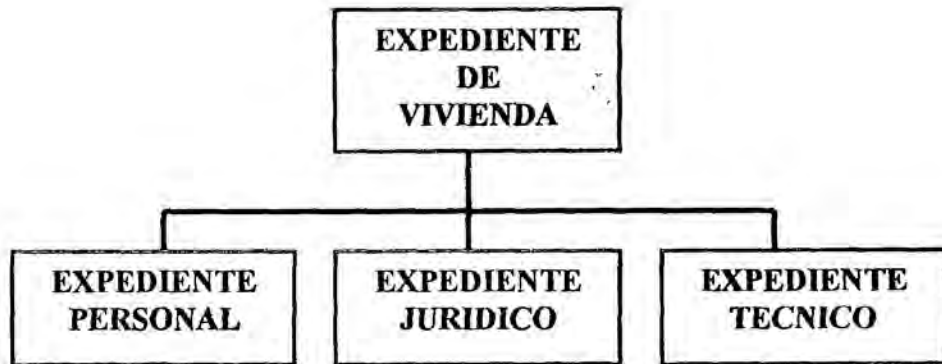 EXPEDIENTE
DE
VIVIENDA
EXPEDIENTE
PERSONAL
EXPEDIENTE
JURIDICO
EXPEDIENTE
TECNICO